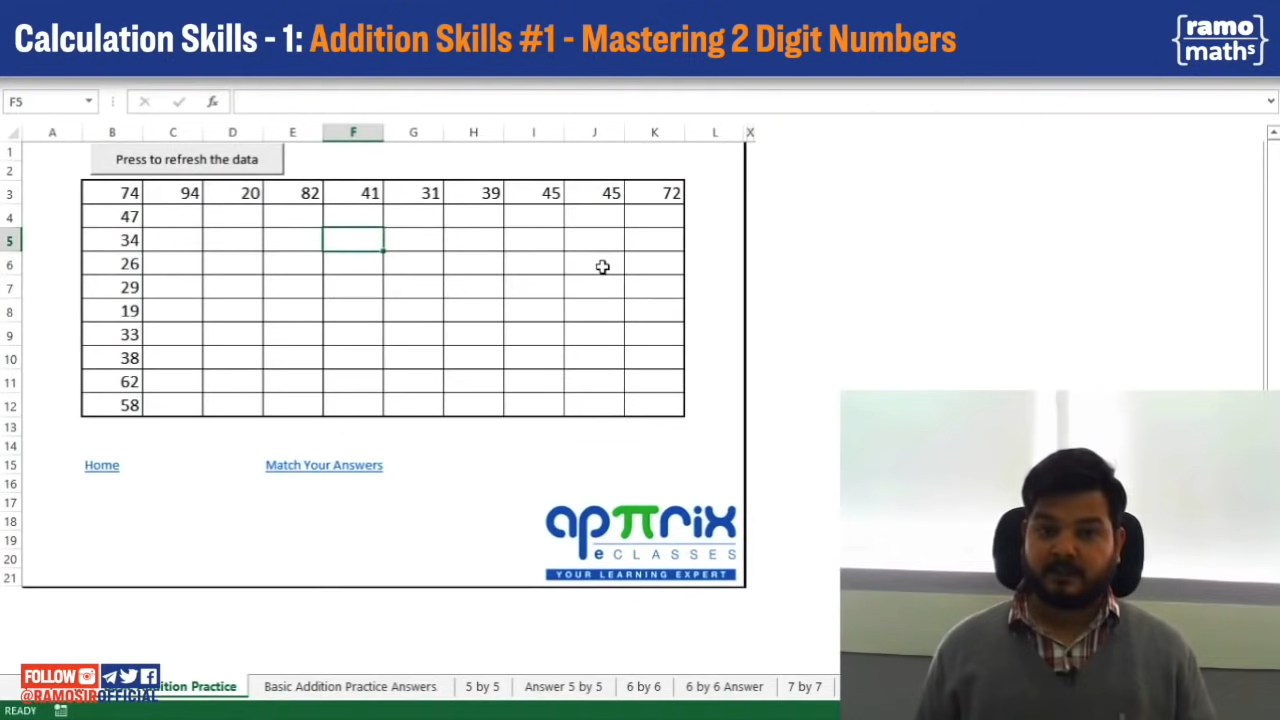 Calculation Skills - 1: Addition Skills #1 - Mastering 2 Digit Numbers
ramo
maths
F5
fx
A B C D E F G H I J K L X
1
Press to refresh the data
2
3 74 94 20 82 41 31 39 45 45 72
4 47
5 34
6 26
7 29
8 19
9 33
10 38
11 62
12 58
13
14
15 Home Match Your Answers
16
17
18 apπrix
19
20 e CLASSES
21 YOUR LEARNING EXPERT
FOLLOW
@RAMOSIROFFICIAL
dition Practice Basic Addition Practice Answers 5 by 5 Answer 5 by 5 6 by 6 6 by 6 Answer 7 by 7
READY